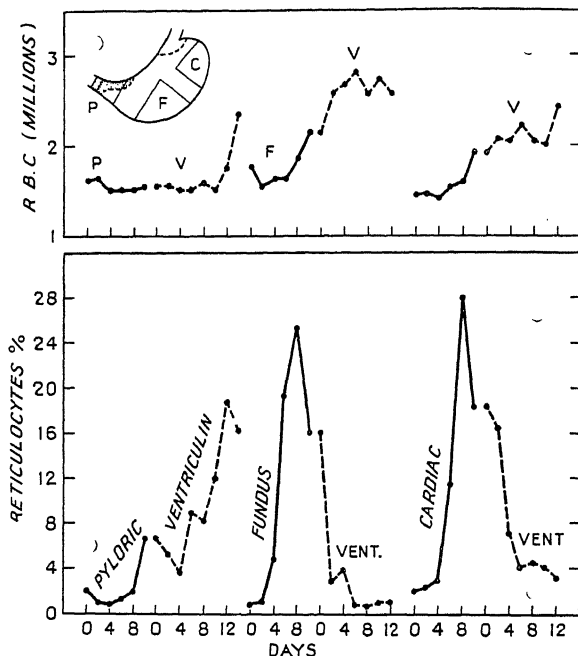 R.B.C (MILLIONS)
3
2
1
P
F
C
P
V
F
V
V
RETICULOCYTES %
28
24
20
16
12
8
4
0
PYLORIC
VENTRICULIN
FUNDUS
VENT.
CARDIAC
VENT
0 4 8 0 4 8 12 0 4 8 0 4 8 12 0 4 8 0 4 8 12
DAYS